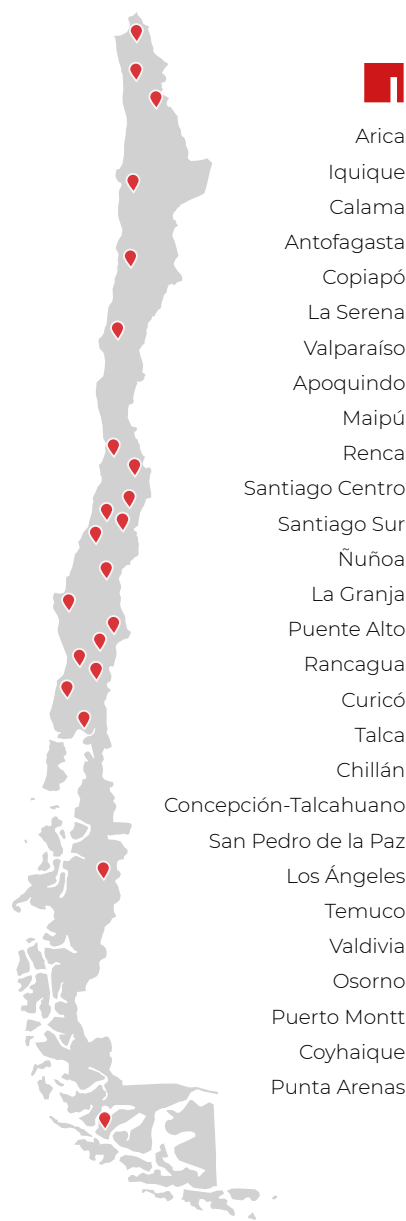 Arica
Iquique
Calama
Antofagasta
Copiapó
La Serena
Valparaíso
Apoquindo
Maipú
Renca
Santiago Centro
Santiago Sur
Ñuñoa
La Granja
Puente Alto
Rancagua
Curicó
Talca
Chillán
Concepción-Talcahuano
San Pedro de la Paz
Los Ángeles
Temuco
Valdivia
Osorno
Puerto Montt
Coyhaique
Punta Arenas